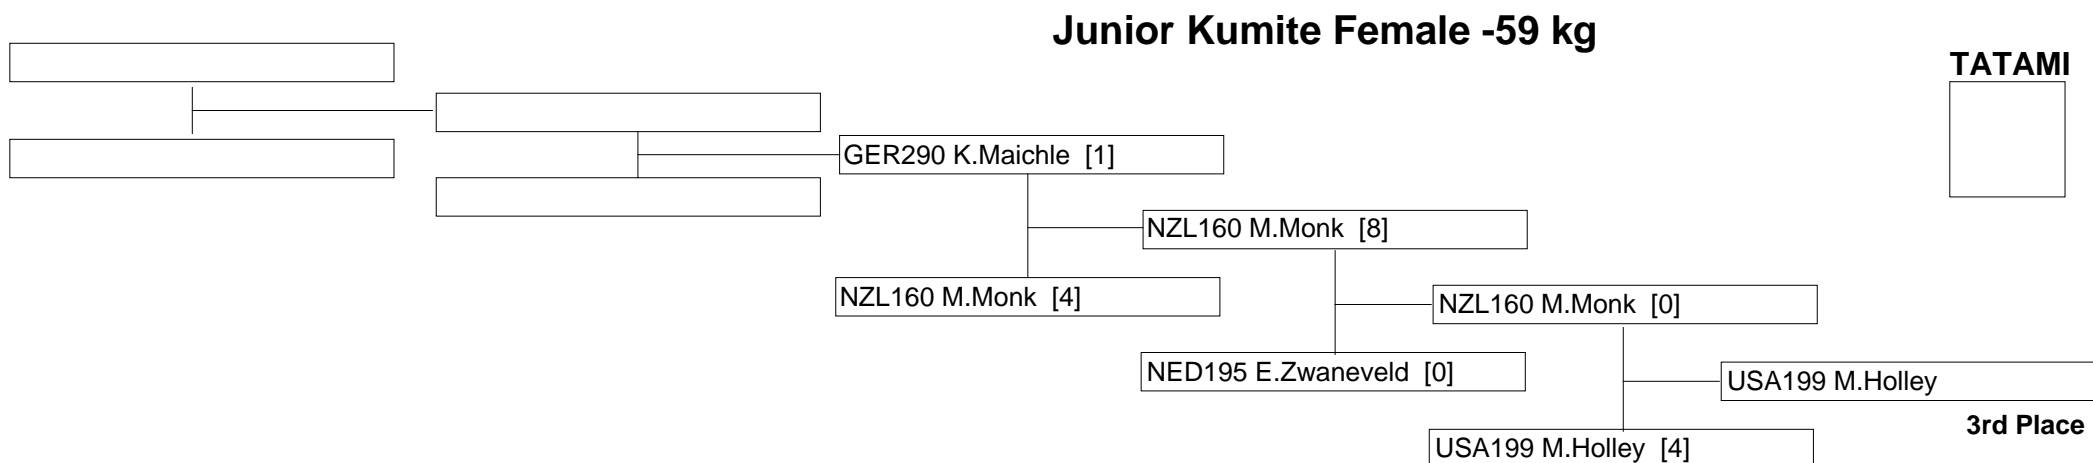 Junior Kumite Female -59 kg
TATAMI
GER290 K.Maichle [1]
NZL160 M.Monk [8]
NZL160 M.Monk [4]
NZL160 M.Monk [0]
NED195 E.Zwaneveld [0]
USA199 M.Holley
3rd Place
USA199 M.Holley [4]